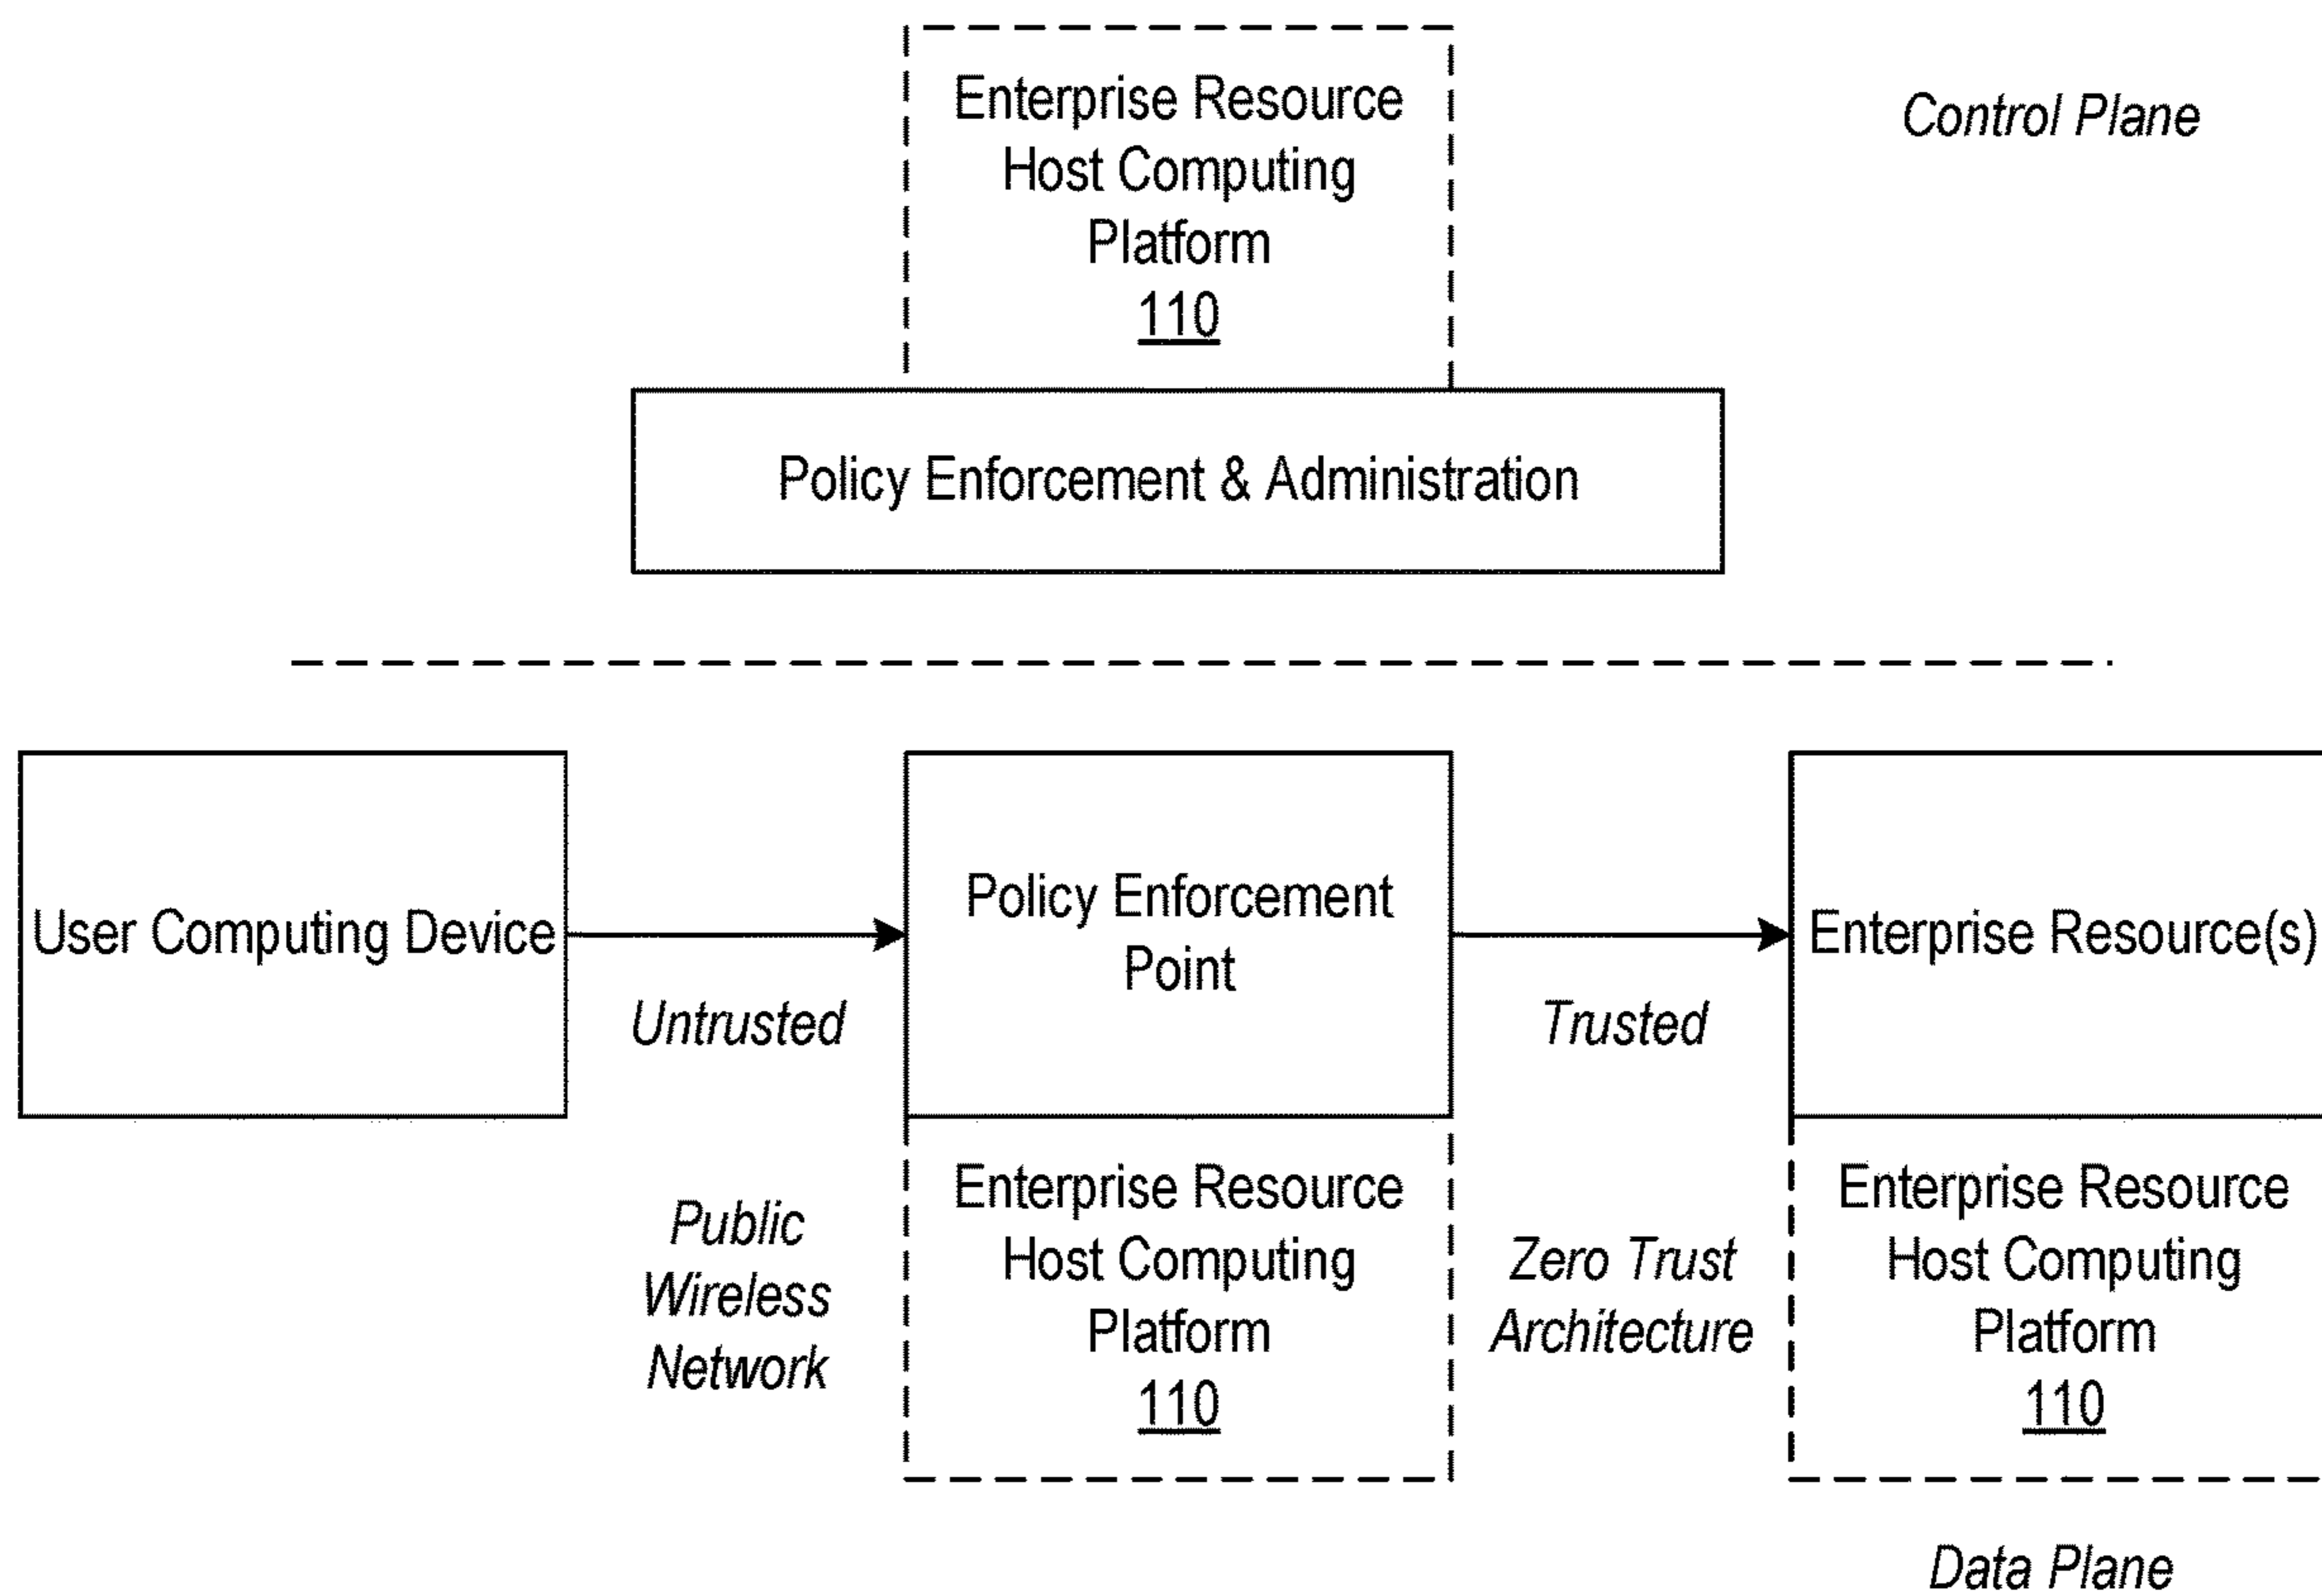 Enterprise Resource
Host Computing
Platform
110
Control Plane
Policy Enforcement & Administration
User Computing Device
Untrusted
Policy Enforcement
Point
Trusted
Enterprise Resource(s)
Public
Wireless
Network
Enterprise Resource
Host Computing
Platform
110
Zero Trust
Architecture
Enterprise Resource
Host Computing
Platform
110
Data Plane